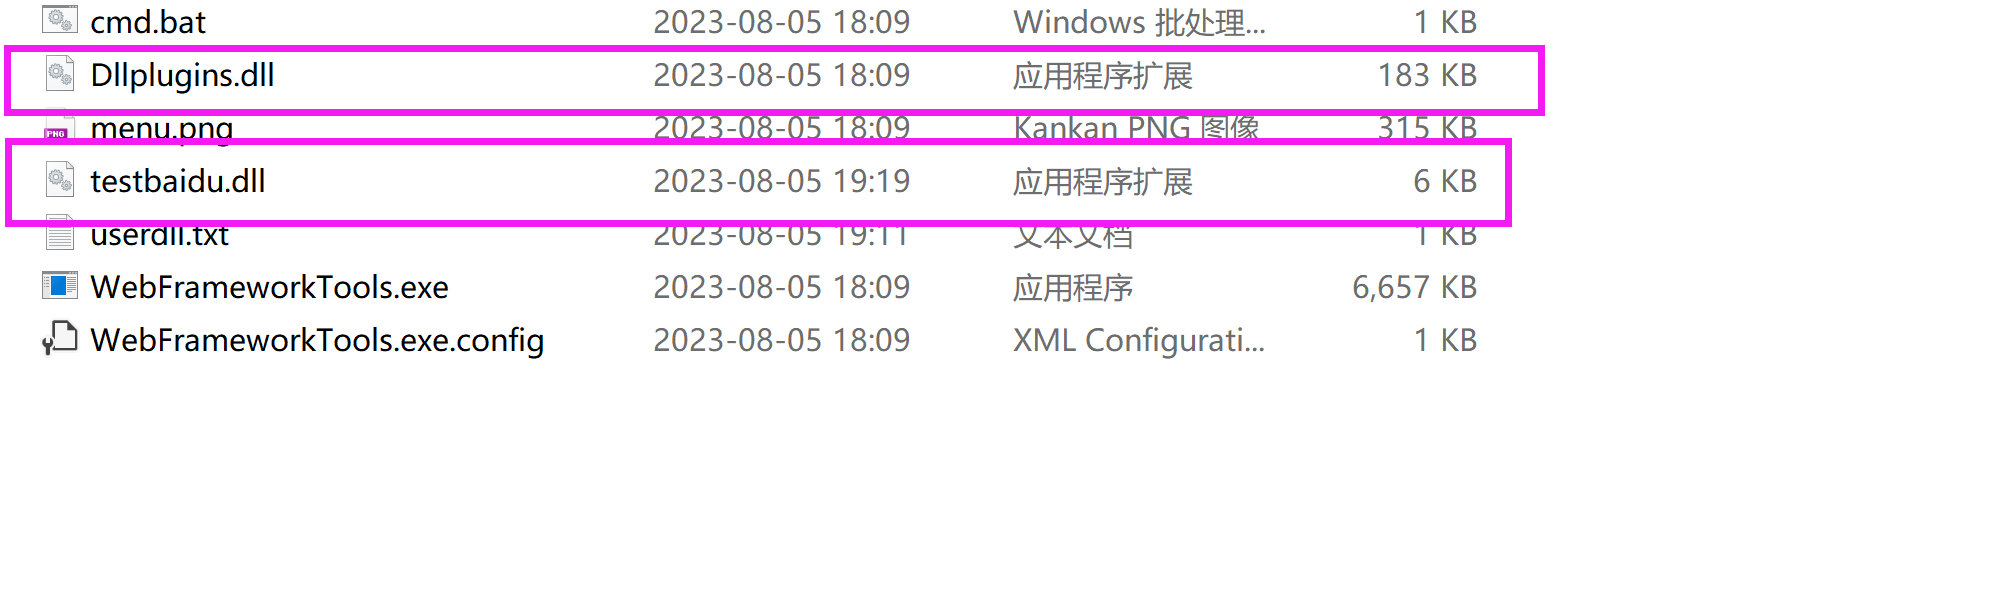 cmd.bat 2023-08-05 18:09 Windows 批处理... 1 KB
Dllplugins.dll 2023-08-05 18:09 应用程序扩展 183 KB
PNG menu.png 2023-08-05 18:09 Kankan PNG 图像 315 KB
testbaidu.dll 2023-08-05 19:19 应用程序扩展 6 KB
userdll.txt 2023-08-05 19:11 文本文档 1 KB
WebFrameworkTools.exe 2023-08-05 18:09 应用程序 6,657 KB
WebFrameworkTools.exe.config 2023-08-05 18:09 XML Configurati... 1 KB